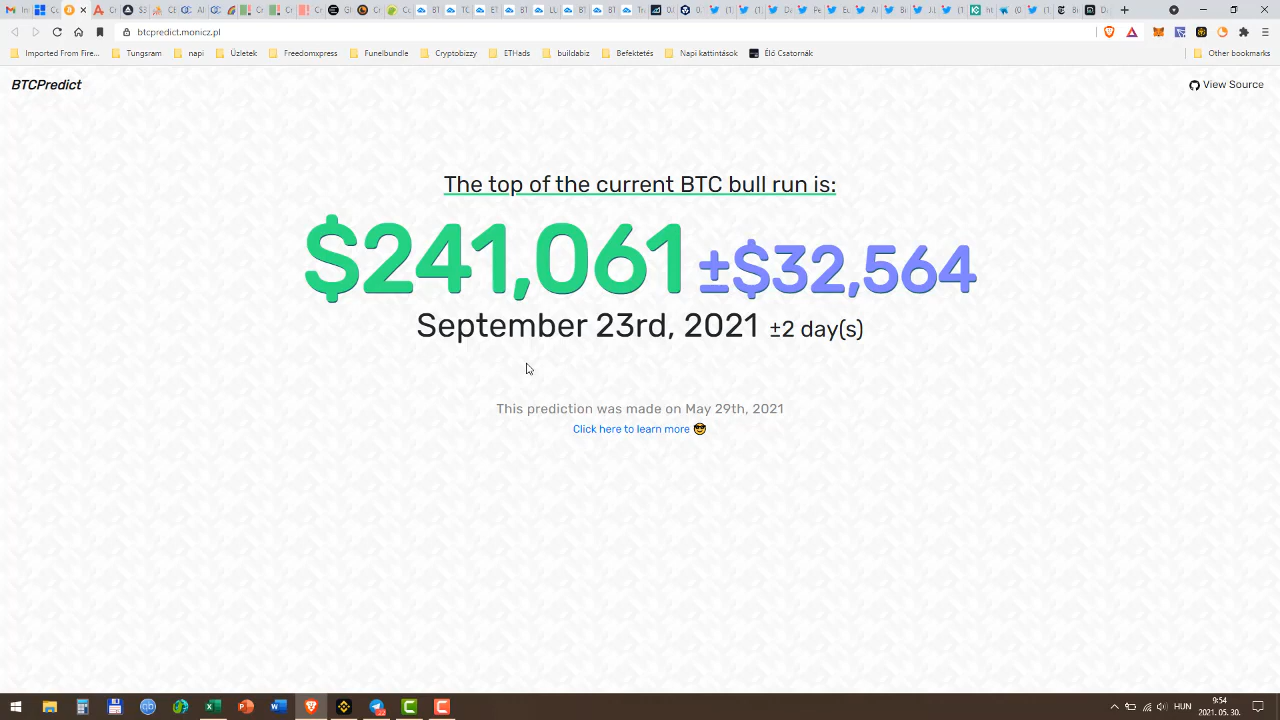 btcpredict.monicz.pl
Imported From Fire...
Tungsram
napi
Üzletek
Freedomxpress
Funelbundle
Cryptobizzy
ETHads
buildabiz
Befektetés
Napi kattintások
Élő Csatornák
Other bookmarks
BTCPredict
View Source
The top of the current BTC bull run is:
$241,061 ±$32,564
September 23rd, 2021 ±2 day(s)
This prediction was made on May 29th, 2021
Click here to learn more 😎
HUN
9:54
2021. 05. 30.